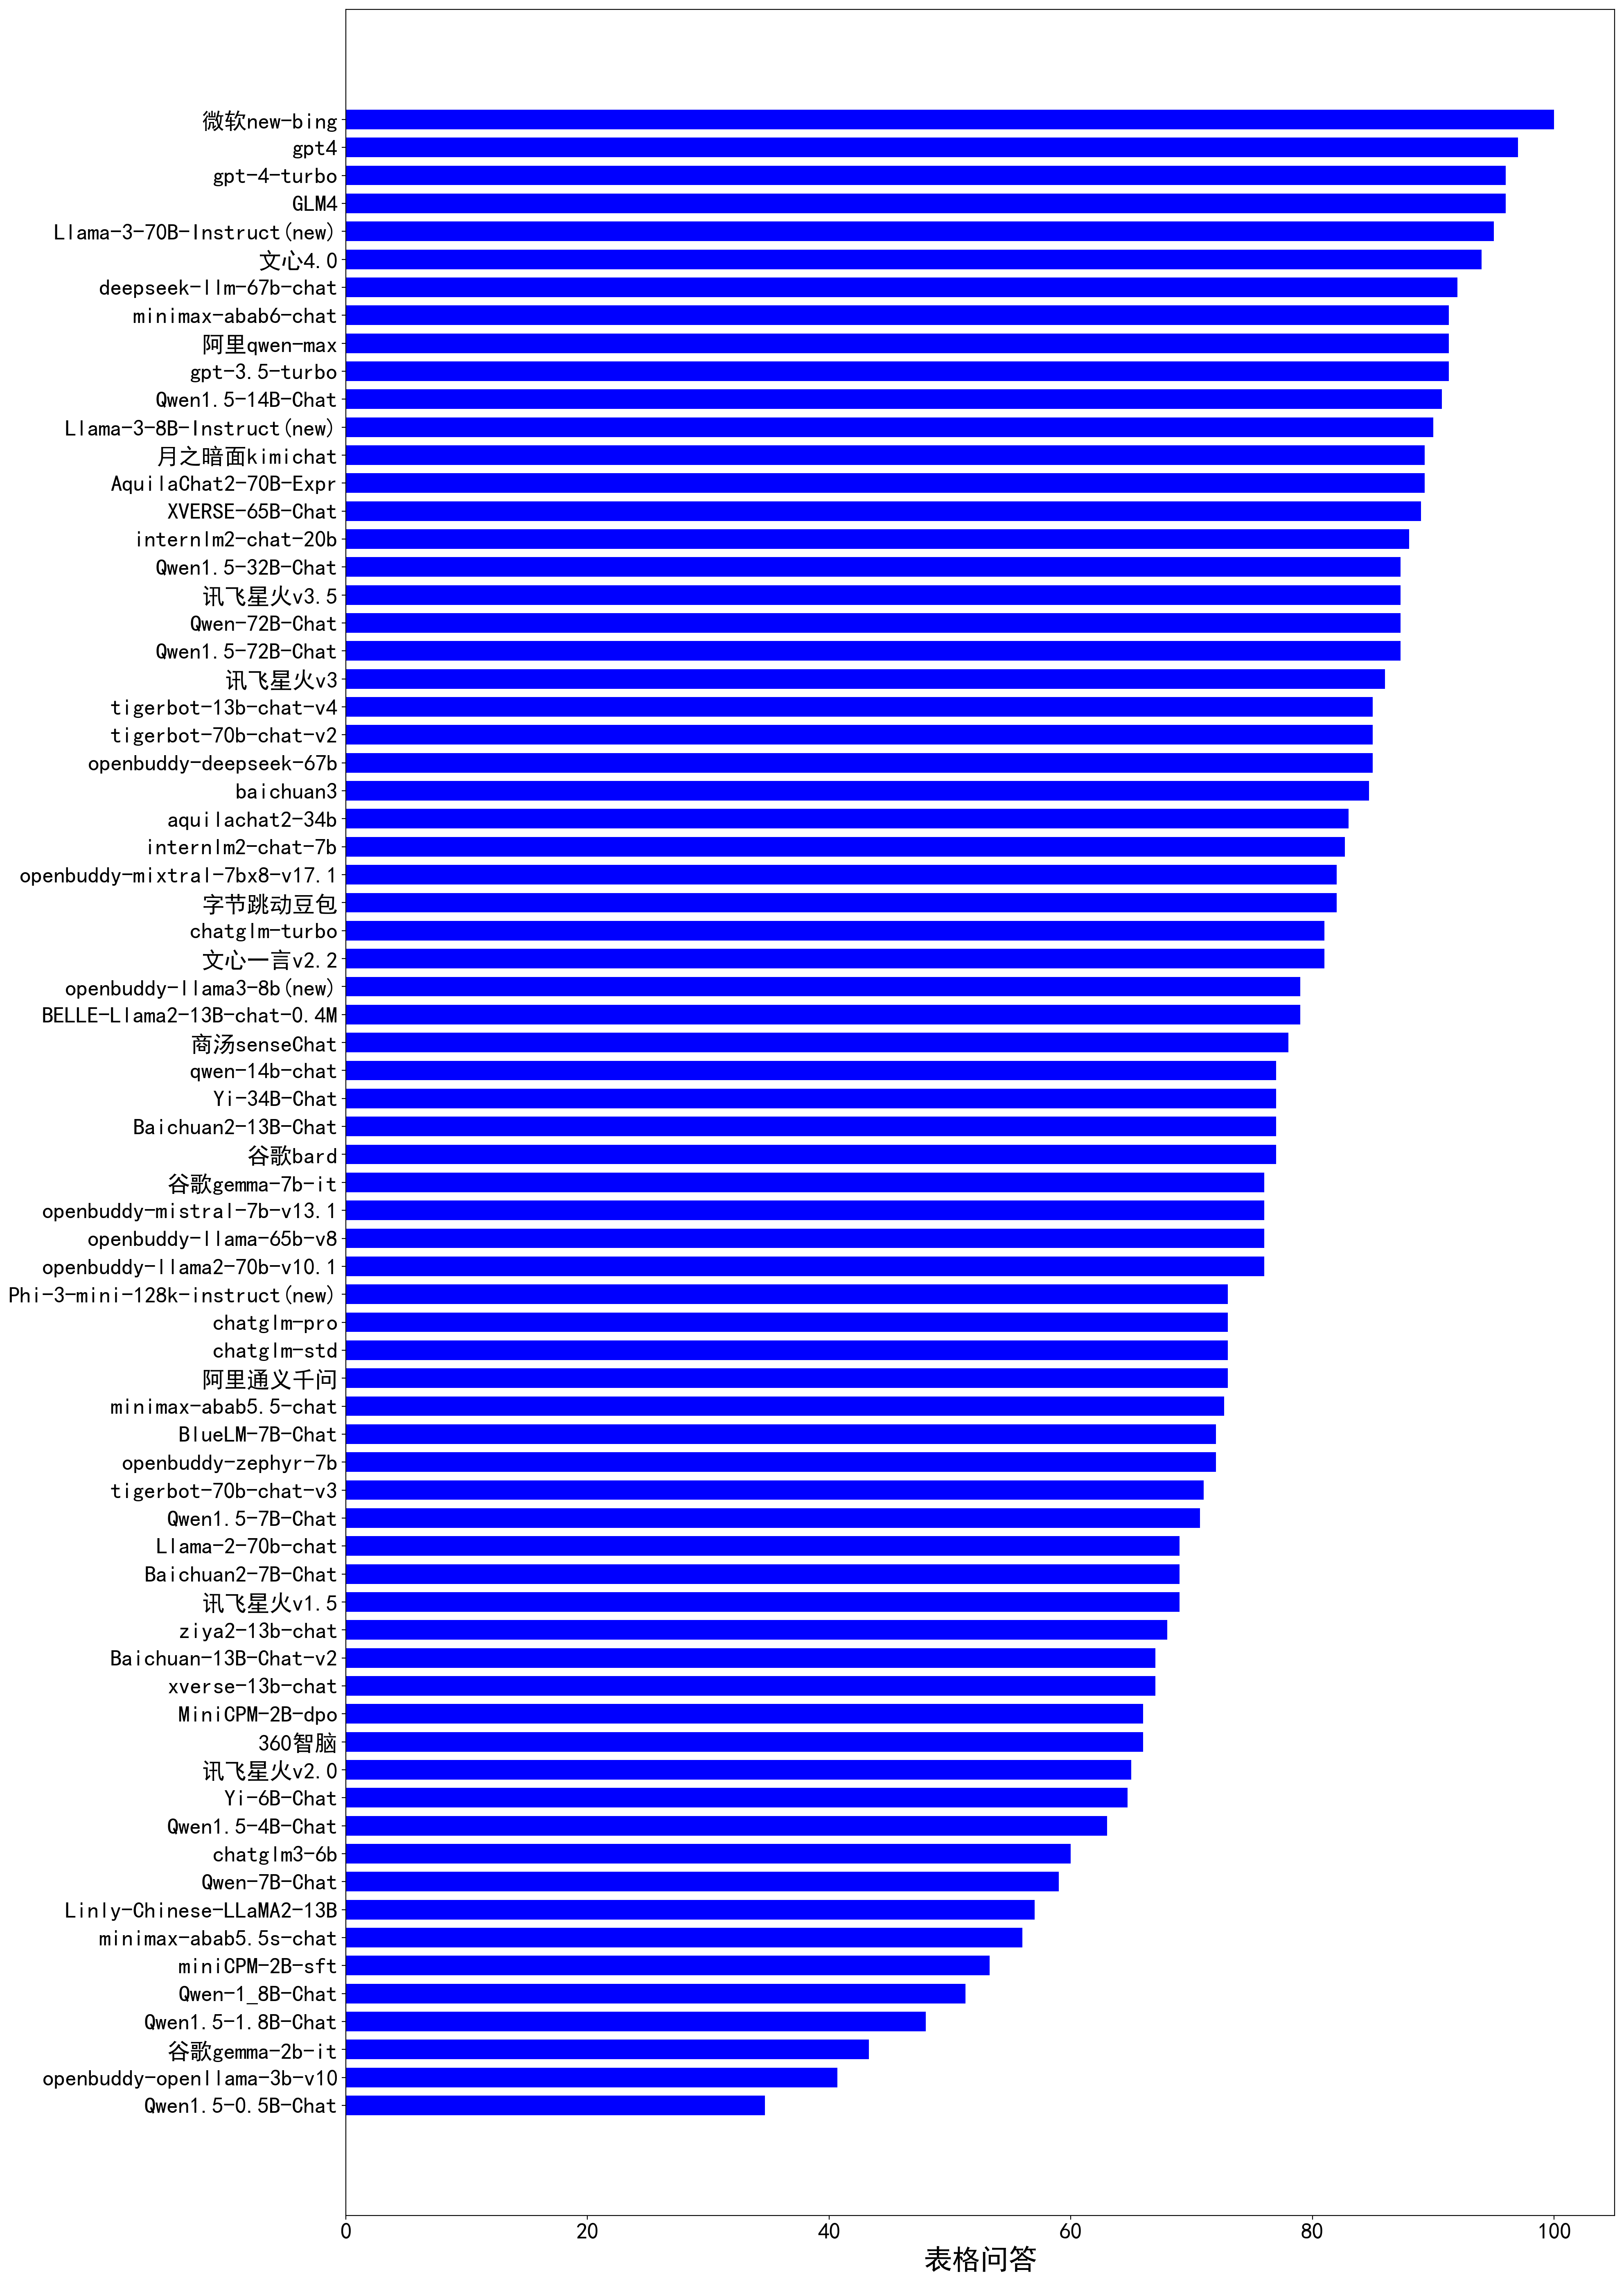 微软new-bing
gpt4
gpt-4-turbo
GLM4
Llama-3-70B-Instruct(new)
文心4.0
deepseek-llm-67b-chat
minimax-abab6-chat
阿里qwen-max
gpt-3.5-turbo
Qwen1.5-14B-Chat
Llama-3-8B-Instruct(new)
月之暗面kimichat
AquilaChat2-70B-Expr
XVERSE-65B-Chat
internlm2-chat-20b
Qwen1.5-32B-Chat
讯飞星火v3.5
Qwen-72B-Chat
Qwen1.5-72B-Chat
讯飞星火v3
tigerbot-13b-chat-v4
tigerbot-70b-chat-v2
openbuddy-deepseek-67b
baichuan3
aquilachat2-34b
internlm2-chat-7b
openbuddy-mixtral-7bx8-v17.1
字节跳动豆包
chatglm-turbo
文心一言v2.2
openbuddy-llama3-8b(new)
BELLE-Llama2-13B-chat-0.4M
商汤senseChat
qwen-14b-chat
Yi-34B-Chat
Baichuan2-13B-Chat
谷歌bard
谷歌gemma-7b-it
openbuddy-mistral-7b-v13.1
openbuddy-llama-65b-v8
openbuddy-llama2-70b-v10.1
Phi-3-mini-128k-instruct(new)
chatglm-pro
chatglm-std
阿里通义千问
minimax-abab5.5-chat
BlueLM-7B-Chat
openbuddy-zephyr-7b
tigerbot-70b-chat-v3
Qwen1.5-7B-Chat
Llama-2-70b-chat
Baichuan2-7B-Chat
讯飞星火v1.5
ziya2-13b-chat
Baichuan-13B-Chat-v2
xverse-13b-chat
MiniCPM-2B-dpo
360智脑
讯飞星火v2.0
Yi-6B-Chat
Qwen1.5-4B-Chat
chatglm3-6b
Qwen-7B-Chat
Linly-Chinese-LLaMA2-13B
minimax-abab5.5s-chat
miniCPM-2B-sft
Qwen-1_8B-Chat
Qwen1.5-1.8B-Chat
谷歌gemma-2b-it
openbuddy-openllama-3b-v10
Qwen1.5-0.5B-Chat
0 20 40 60 80 100
表格问答